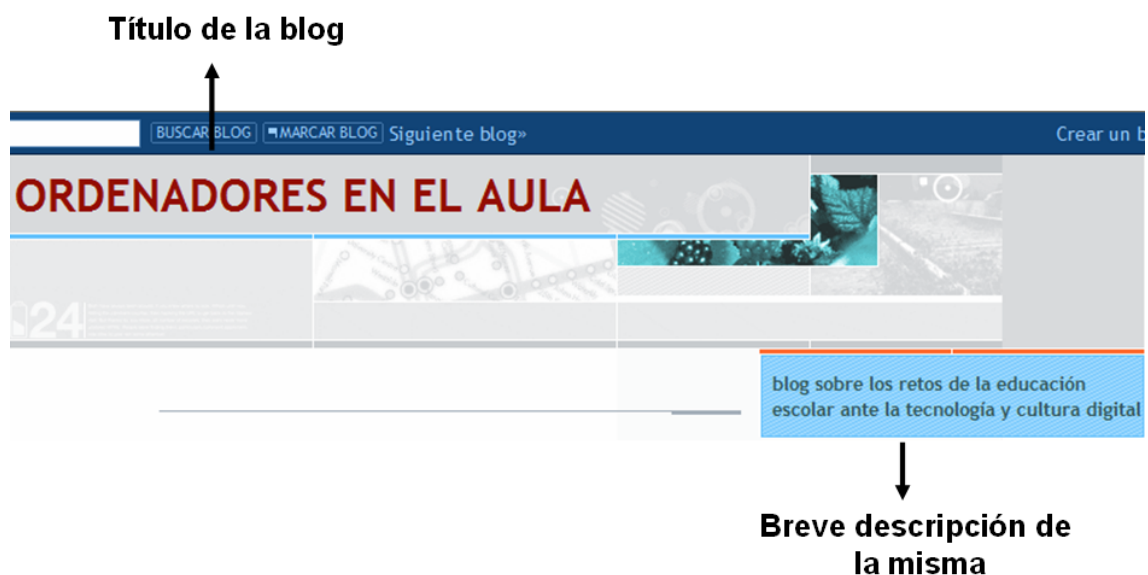 Título de la blog
BUSCAR BLOG MARCAR BLOG Siguiente blog» Crear un b
ORDENADORES EN EL AULA
24
blog sobre los retos de la educación
escolar ante la tecnología y cultura digital
Breve descripción de
la misma